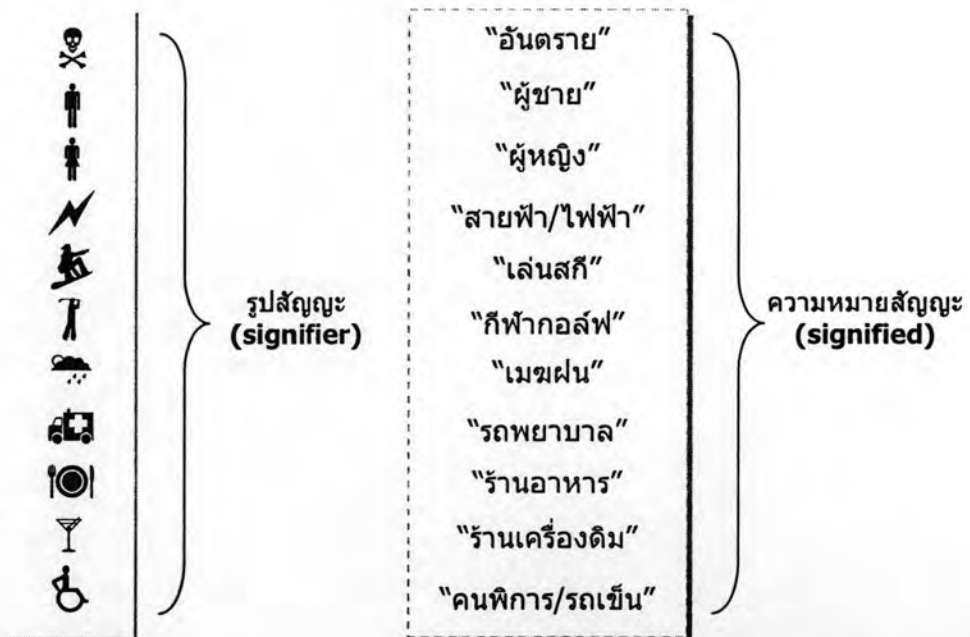 “อันตราย”
“ผู้ชาย”
“ผู้หญิง”
“สายฟ้า/ไฟฟ้า”
“เล่นสกี”
รูปสัญญะ
(signifier)
“กีฬากอล์ฟ”
ความหมายสัญญะ
(signified)
“เมฆฝน”
“รถพยาบาล”
“ร้านอาหาร”
“ร้านเครื่องดิม”
“คนพิการ/รถเข็น”